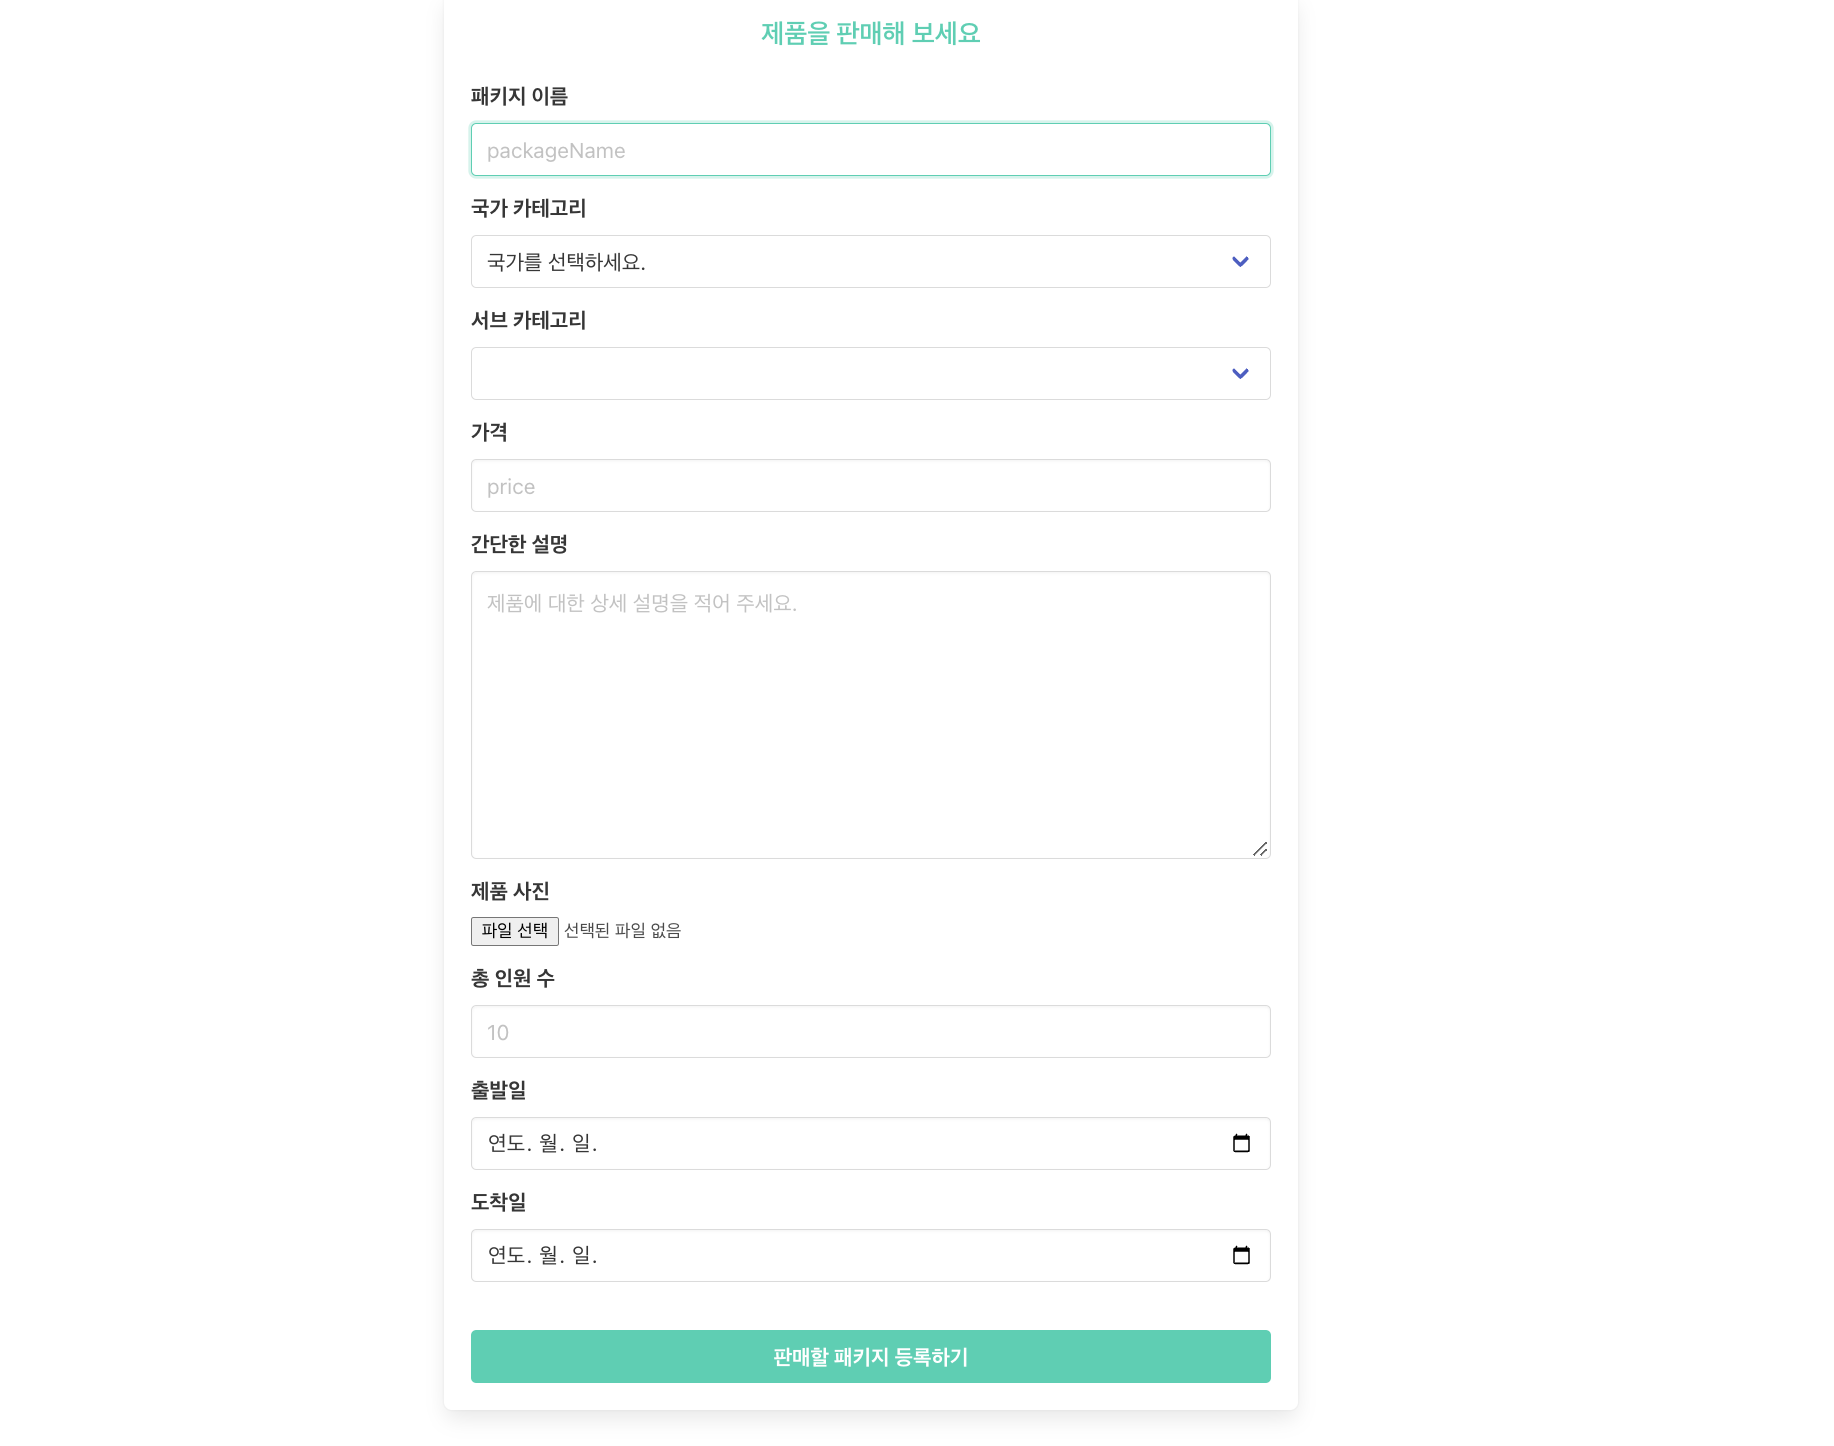 제품을 판매해 보세요
패키지 이름
packageName
국가 카테고리
국가를 선택하세요.
서브 카테고리
가격
price
간단한 설명
제품에 대한 상세 설명을 적어 주세요.
제품 사진
파일 선택 선택된 파일 없음
총 인원 수
10
출발일
연도. 월. 일.
도착일
연도. 월. 일.
판매할 패키지 등록하기